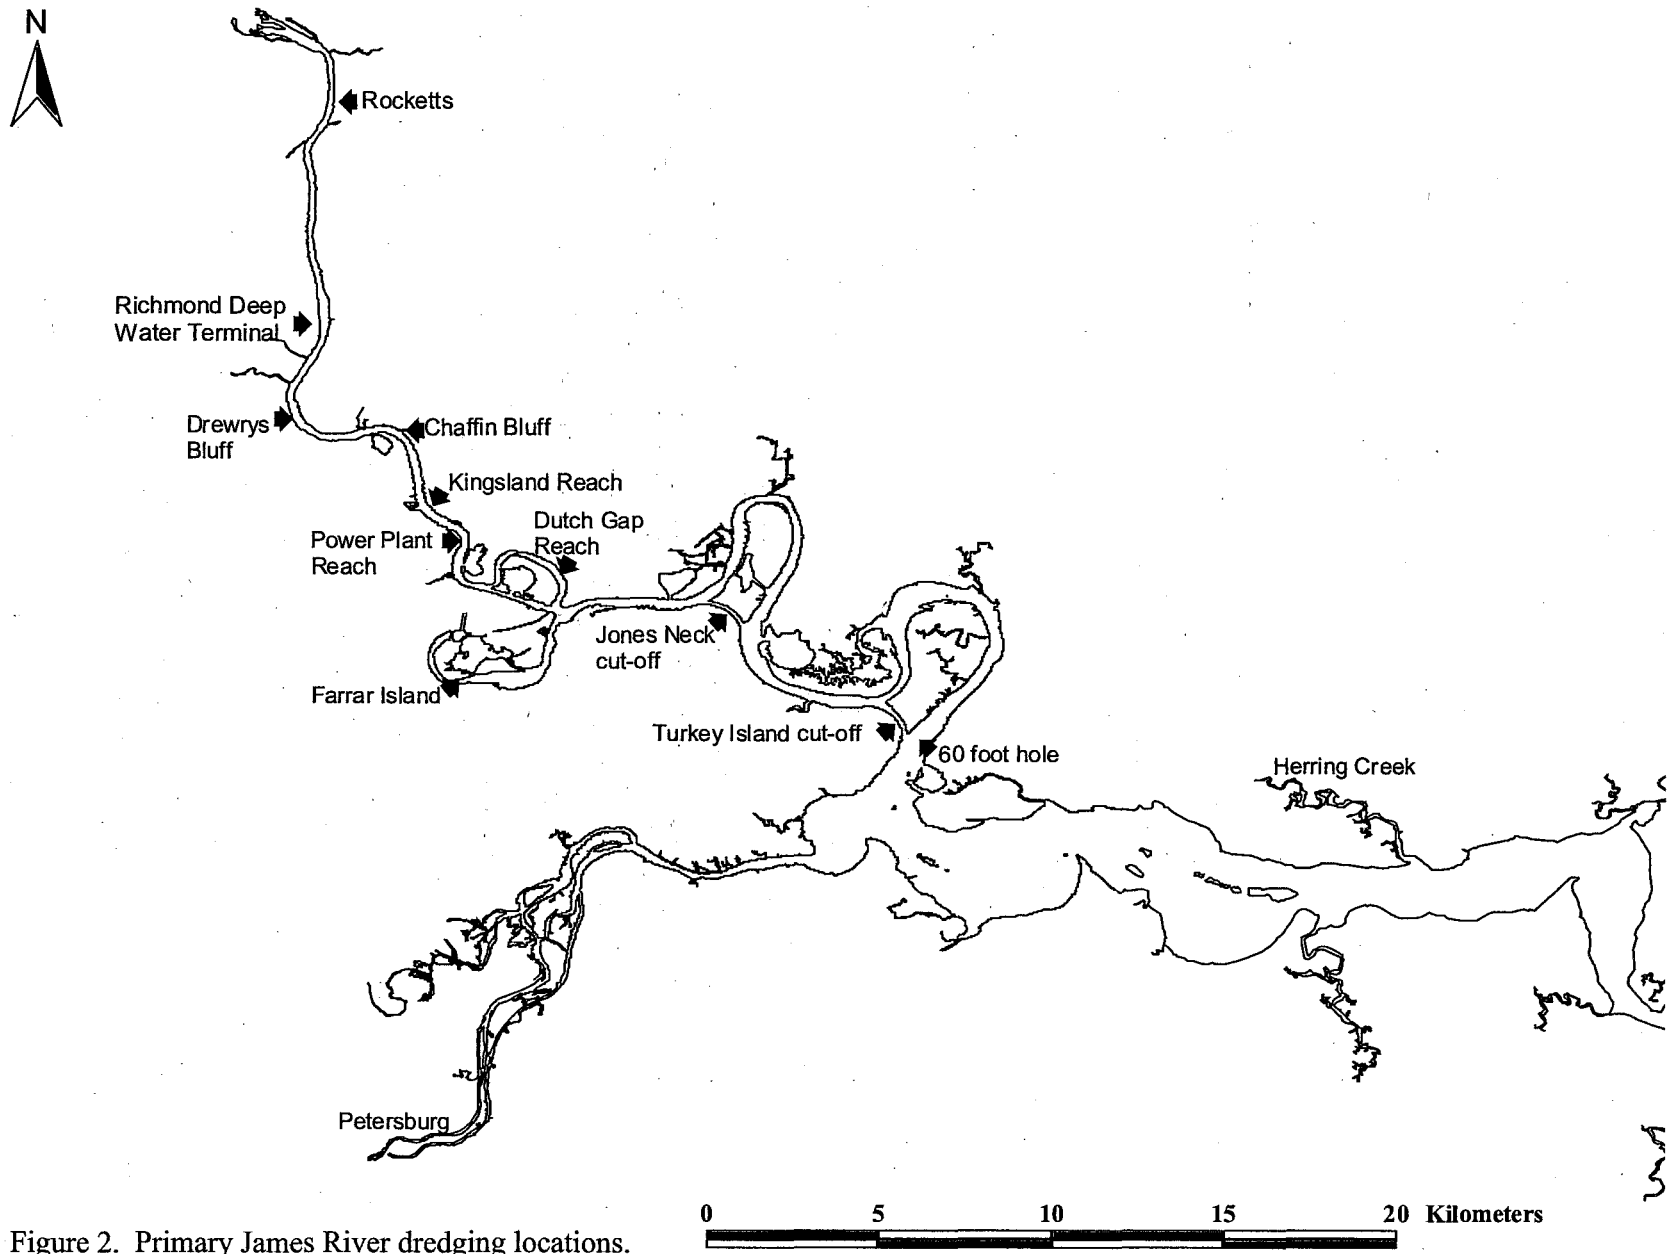 N
Rocketts
Richmond Deep
Water Terminal
Drewrys
Bluff
Chaffin Bluff
Kingsland Reach
Dutch Gap
Reach
Power Plant
Reach
Jones Neck
cut-off
Farrar Island
Turkey Island cut-off
60 foot hole
Herring Creek
Petersburg
0 5 10 15 20 Kilometers
Figure 2. Primary James River dredging locations.